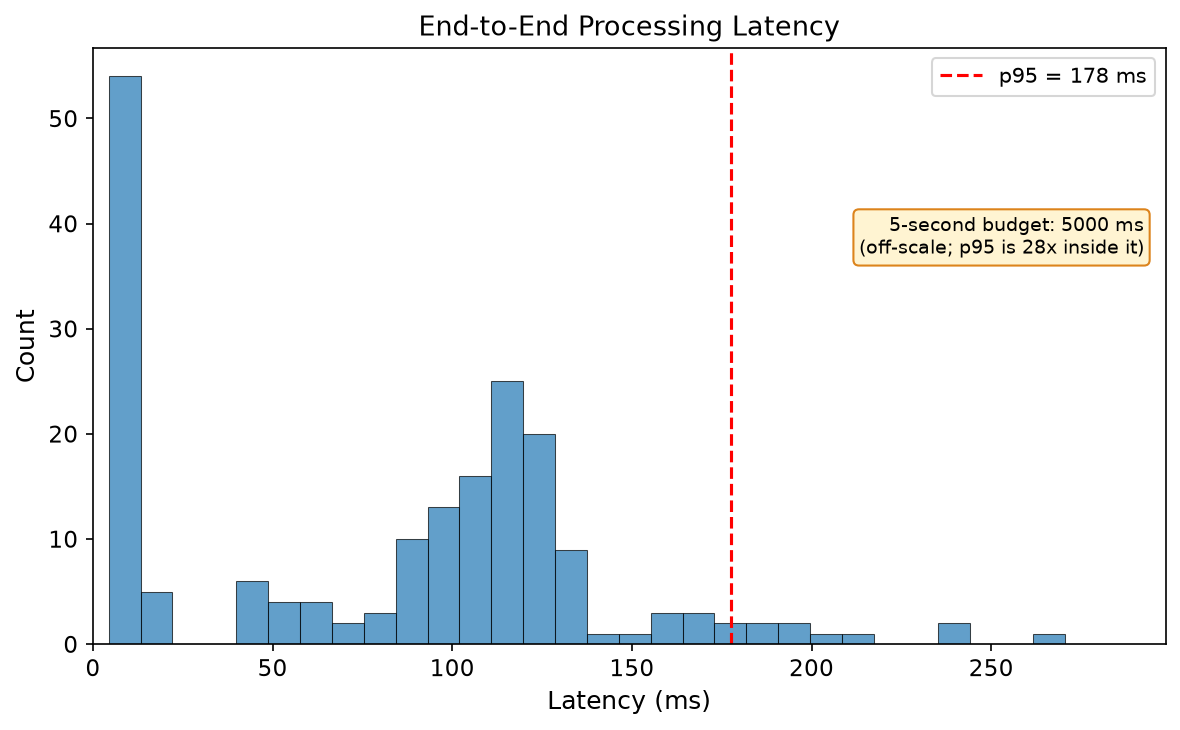 End-to-End Processing Latency
p95 = 178 ms
5-second budget: 5000 ms
(off-scale; p95 is 28x inside it)
Count
50
40
30
20
10
0
0 50 100 150 200 250
Latency (ms)